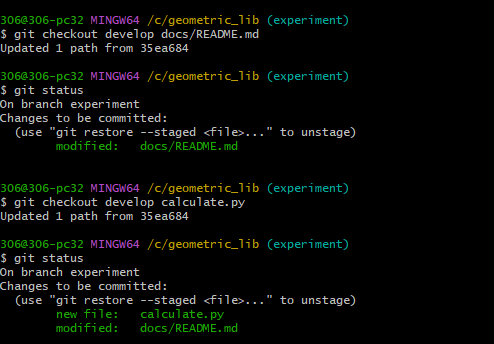 306@306-pc32 MINGW64 /c/geometric_lib (experiment)
$ git checkout develop docs/README.md
Updated 1 path from 35ea684
306@306-pc32 MINGW64 /c/geometric_lib (experiment)
$ git status
On branch experiment
Changes to be committed:
  (use "git restore --staged <file>..." to unstage)
        modified:   docs/README.md
306@306-pc32 MINGW64 /c/geometric_lib (experiment)
$ git checkout develop calculate.py
Updated 1 path from 35ea684
306@306-pc32 MINGW64 /c/geometric_lib (experiment)
$ git status
On branch experiment
Changes to be committed:
  (use "git restore --staged <file>..." to unstage)
        new file:   calculate.py
        modified:   docs/README.md